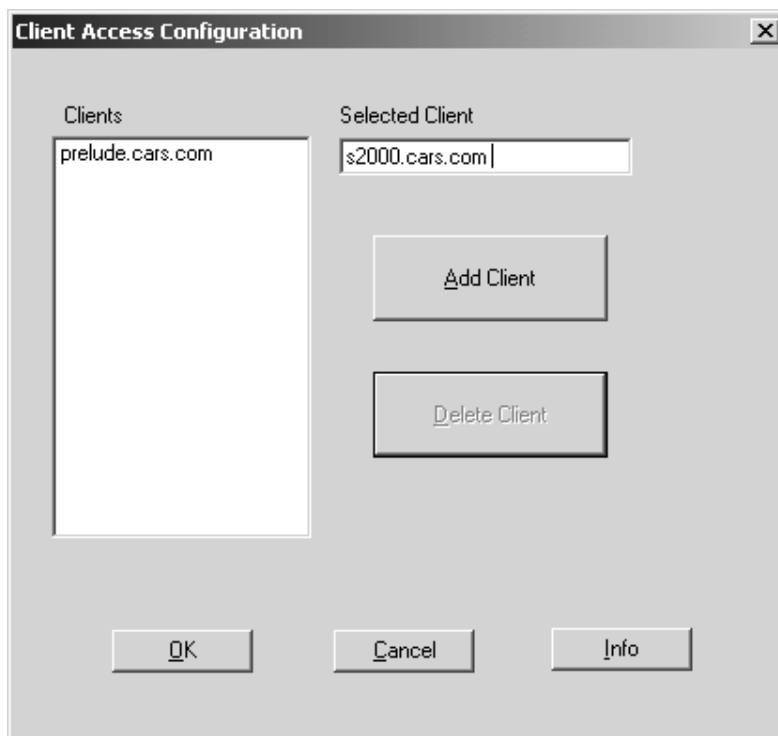 Client Access Configuration
Clients
Selected Client
prelude.cars.com
s2000.cars.com
Add Client
Delete Client
OK
Cancel
Info